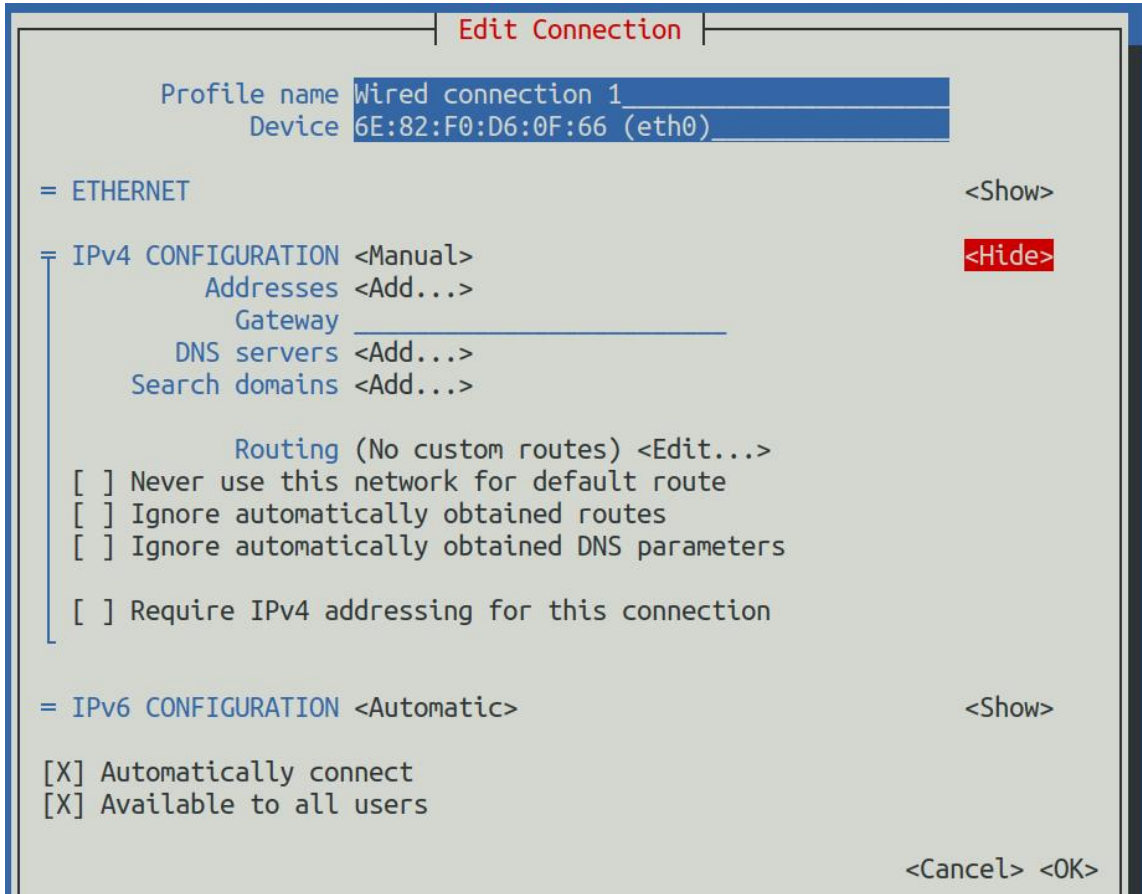 Edit Connection
Profile name Wired connection 1
Device 6E:82:F0:D6:0F:66 (eth0)
= ETHERNET <Show>
= IPv4 CONFIGURATION <Manual> <Hide>
Addresses <Add...>
Gateway
DNS servers <Add...>
Search domains <Add...>
Routing (No custom routes) <Edit...>
[ ] Never use this network for default route
[ ] Ignore automatically obtained routes
[ ] Ignore automatically obtained DNS parameters
[ ] Require IPv4 addressing for this connection
= IPv6 CONFIGURATION <Automatic> <Show>
[X] Automatically connect
[X] Available to all users
<Cancel> <OK>